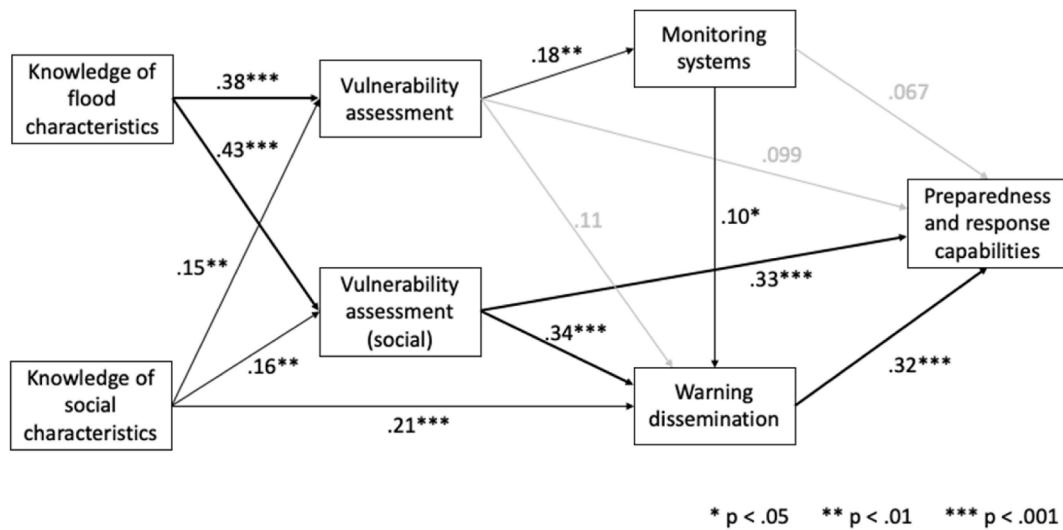 Knowledge of
flood
characteristics
.38***
.43***
Vulnerability
assessment
.18**
Monitoring
systems
.067
.099
.11
.10*
Preparedness
and response
capabilities
.15**
Vulnerability
assessment
(social)
.33***
.34***
.16**
Knowledge of
social
characteristics
.21***
Warning
dissemination
.32***
* p < .05 ** p < .01 *** p < .001